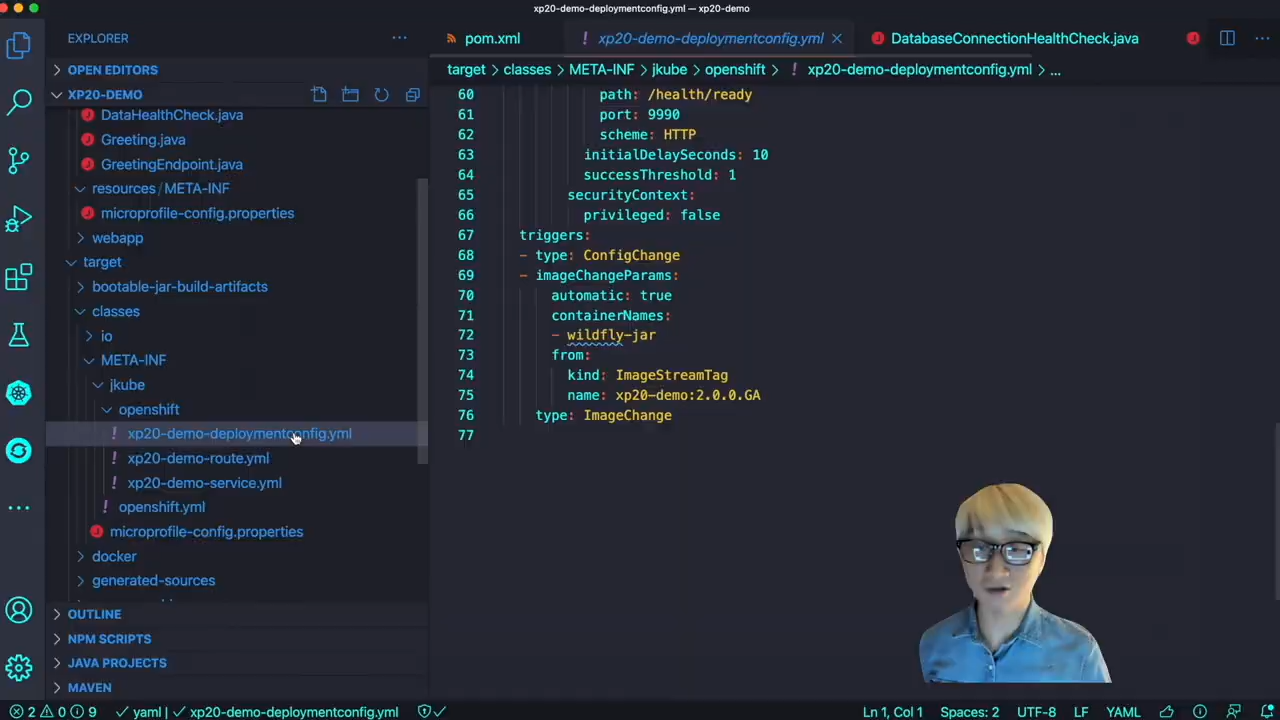 xp20-demo-deploymentconfig.yml — xp20-demo
EXPLORER
OPEN EDITORS
XP20-DEMO
DataHealthCheck.java
Greeting.java
GreetingEndpoint.java
resources / META-INF
microprofile-config.properties
webapp
target
bootable-jar-build-artifacts
classes
io
META-INF
jkube
openshift
xp20-demo-deploymentconfig.yml
xp20-demo-route.yml
xp20-demo-service.yml
openshift.yml
microprofile-config.properties
docker
generated-sources
OUTLINE
NPM SCRIPTS
JAVA PROJECTS
MAVEN
pom.xml
! xp20-demo-deploymentconfig.yml
DatabaseConnectionHealthCheck.java
target > classes > META-INF > jkube > openshift > ! xp20-demo-deploymentconfig.yml > ...
60 path: /health/ready
61 port: 9990
62 scheme: HTTP
63 initialDelaySeconds: 10
64 successThreshold: 1
65 securityContext:
66 privileged: false
67 triggers:
68 - type: ConfigChange
69 - imageChangeParams:
70 automatic: true
71 containerNames:
72 - wildfly-jar
73 from:
74 kind: ImageStreamTag
75 name: xp20-demo:2.0.0.GA
76 type: ImageChange
77
2 0 9 yaml | xp20-demo-deploymentconfig.yml Ln 1, Col 1 Spaces: 2 UTF-8 LF YAML